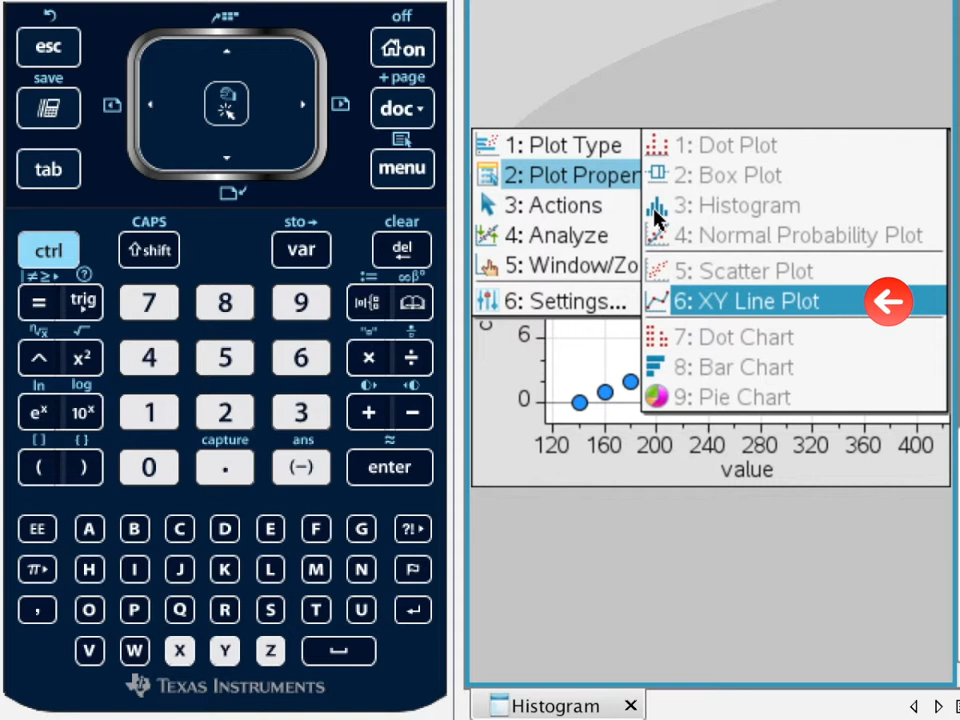 off
esc
on
save
+ page
doc
tab
menu
CAPS
sto→
clear
ctrl
⇧shift
var
del
|≠≥▸
?
:=
∞β°
=
trig
7
8
9
^
x²
4
5
6
×
÷
ln
log
eˣ
10ˣ
1
2
3
+
−
[ ]
{ }
capture
ans
≈
(
)
0
.
(−)
enter
EE
A
B
C
D
E
F
G
?!▸
π▸
H
I
J
K
L
M
N
,
O
P
Q
R
S
T
U
V
W
X
Y
Z
TEXAS INSTRUMENTS
1: Plot Type
2: Plot Proper
3: Actions
4: Analyze
5: Window/Zo
6: Settings...
1: Dot Plot
2: Box Plot
3: Histogram
4: Normal Probability Plot
5: Scatter Plot
6: XY Line Plot
7: Dot Chart
8: Bar Chart
9: Pie Chart
6
0
120 160 200 240 280 320 360 400
value
Histogram